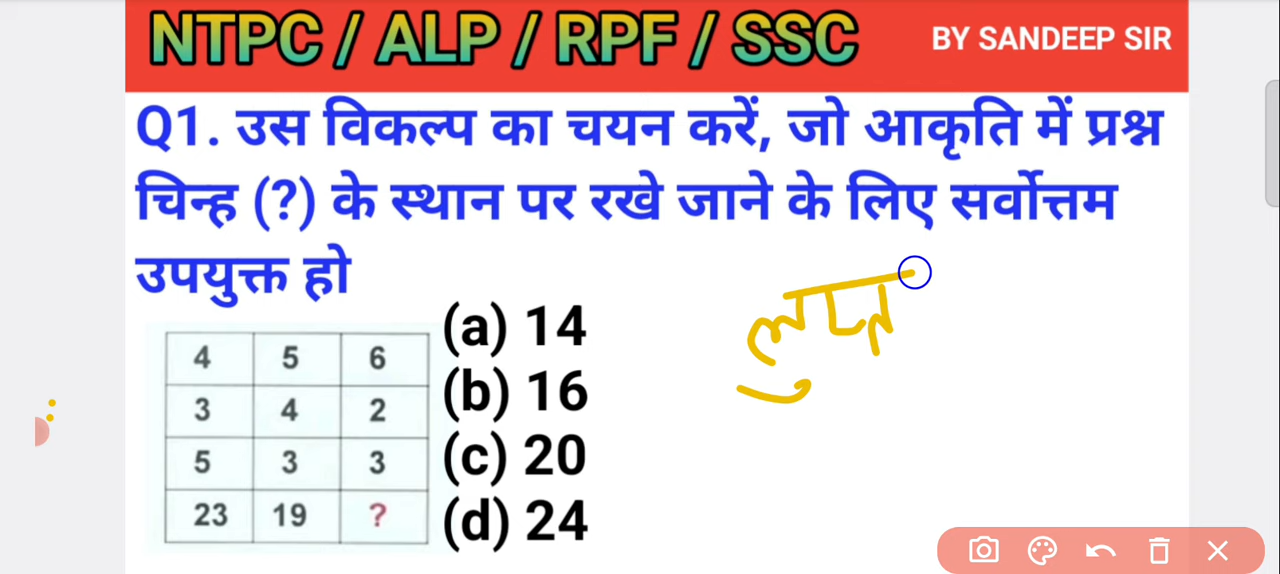 NTPC / ALP / RPF / SSC BY SANDEEP SIR
Q1. उस विकल्प का चयन करें, जो आकृति में प्रश्न
चिन्ह (?) के स्थान पर रखे जाने के लिए सर्वोत्तम
उपयुक्त हो
4 5 6
3 4 2
5 3 3
23 19 ?
(a) 14
(b) 16
(c) 20
(d) 24